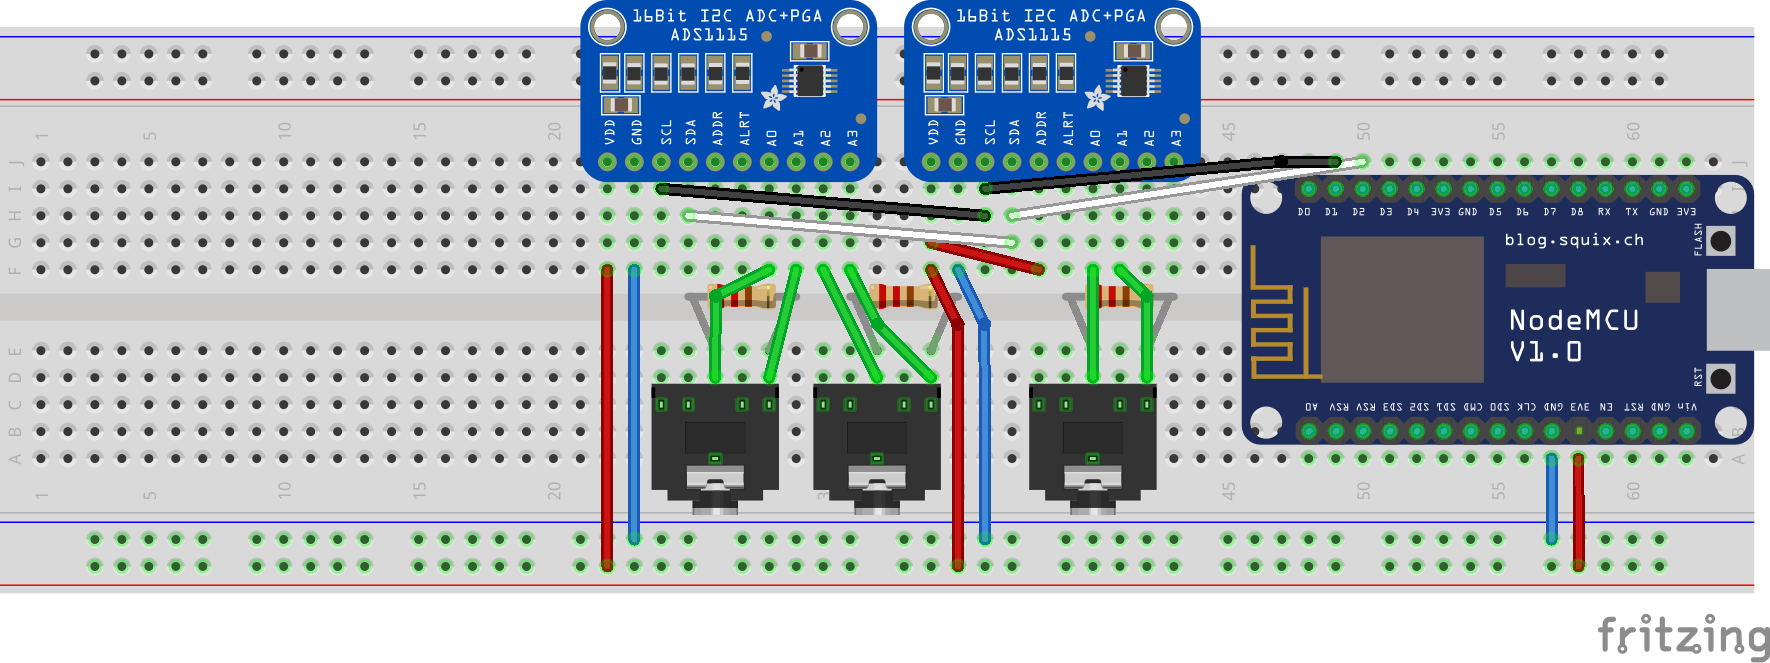 16Bit I2C ADC+PGA
ADS1115
VDD GND SCL SDA ADDR ALRT A0 A1 A2 A3
16Bit I2C ADC+PGA
ADS1115
VDD GND SCL SDA ADDR ALRT A0 A1 A2 A3
1 5 10 15 20 45 50 55 60
J J
I I
H
G
F
D0 D1 D2 D3 D4 3V3 GND D5 D6 D7 D8 RX TX GND 3V3
blog.squix.ch
FLASH
NodeMCU
V1.0
RST
A0 RSV RSV SD3 SD2 SD1 CMD SD0 CLK GND 3V3 EN RST GND Vin
E
D
C
B B
A A
1 5 10 15 20 3 45 50 55 60
fritzing